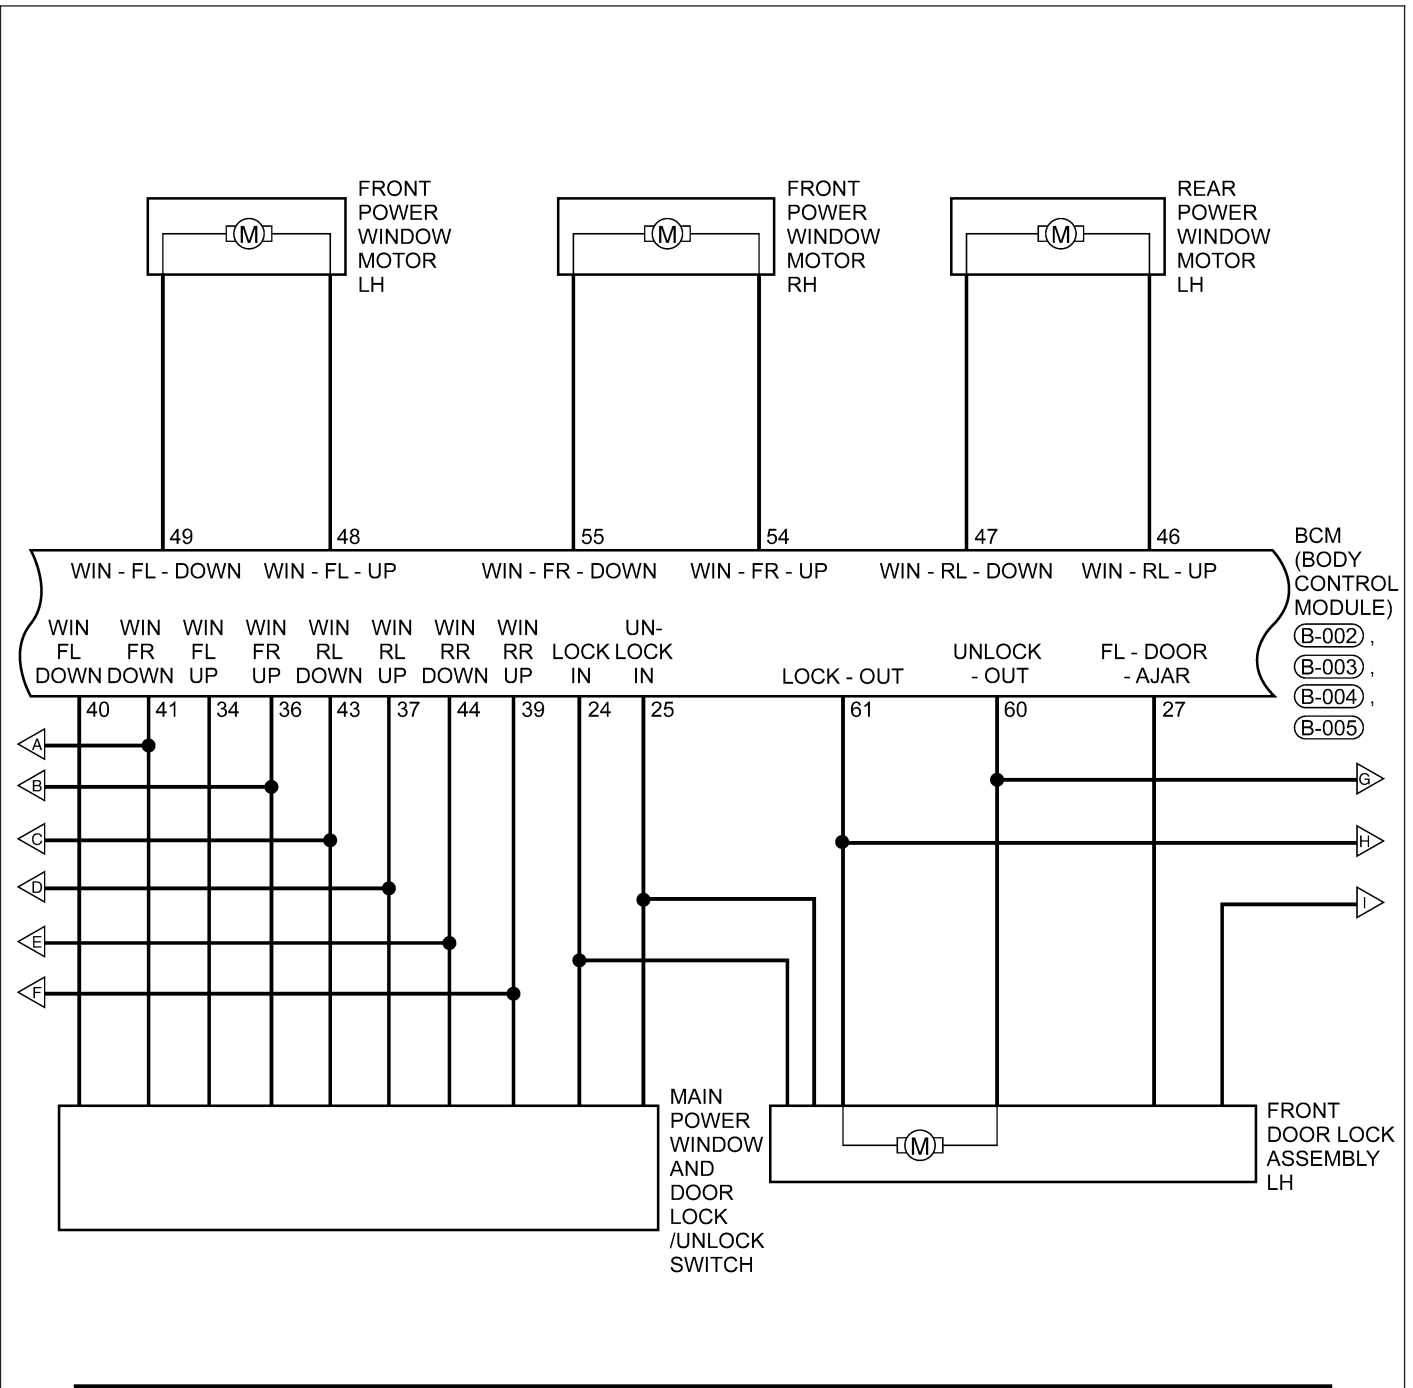 FRONT
POWER
WINDOW
MOTOR
LH
M
FRONT
POWER
WINDOW
MOTOR
RH
M
REAR
POWER
WINDOW
MOTOR
LH
M
49
48
55
54
47
46
BCM
(BODY
CONTROL
MODULE)
B-002 ,
B-003 ,
B-004 ,
B-005
WIN - FL - DOWN
WIN - FL - UP
WIN - FR - DOWN
WIN - FR - UP
WIN - RL - DOWN
WIN - RL - UP
WIN
FL
DOWN
WIN
FR
DOWN
WIN
FL
UP
WIN
FR
UP
WIN
RL
DOWN
WIN
RL
UP
WIN
RR
DOWN
WIN
RR
UP
LOCK
IN
UN-
LOCK
IN
LOCK - OUT
UNLOCK
- OUT
FL - DOOR
- AJAR
40
41
34
36
43
37
44
39
24
25
61
60
27
A
B
C
D
E
F
G
H
I
MAIN
POWER
WINDOW
AND
DOOR
LOCK
/UNLOCK
SWITCH
M
FRONT
DOOR LOCK
ASSEMBLY
LH